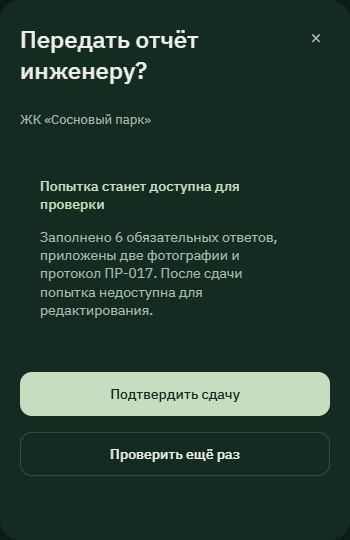 Передать отчёт
инженеру?
×
ЖК «Сосновый парк»
Попытка станет доступна для
проверки
Заполнено 6 обязательных ответов,
приложены две фотографии и
протокол ПР-017. После сдачи
попытка недоступна для
редактирования.
Подтвердить сдачу
Проверить ещё раз